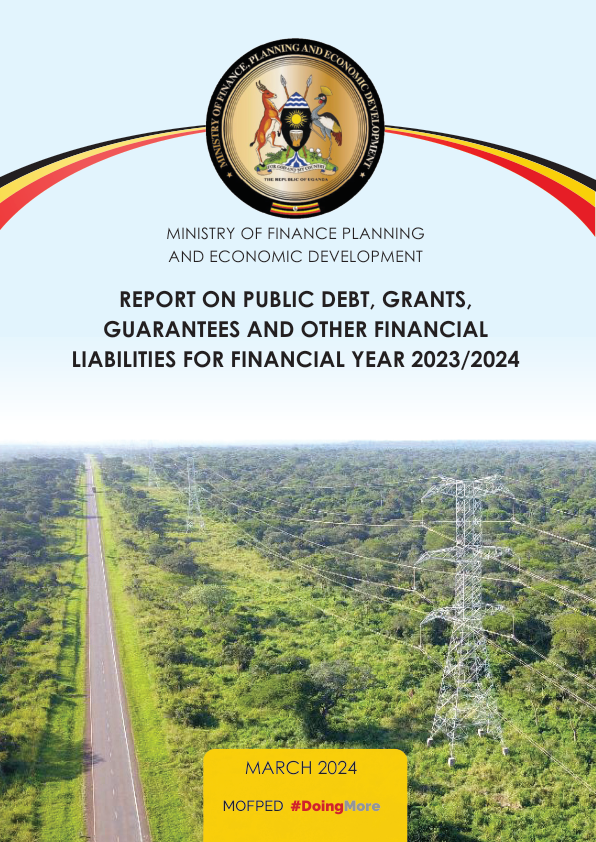 MINISTRY OF FINANCE, PLANNING AND ECONOMIC DEVELOPMENT
FOR GOD AND MY COUNTRY
THE REPUBLIC OF UGANDA
MINISTRY OF FINANCE PLANNING
AND ECONOMIC DEVELOPMENT
REPORT ON PUBLIC DEBT, GRANTS,
GUARANTEES AND OTHER FINANCIAL
LIABILITIES FOR FINANCIAL YEAR 2023/2024
MARCH 2024
MOFPED #DoingMore